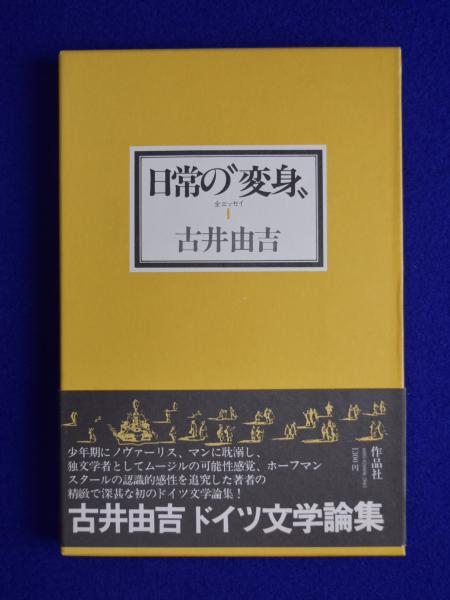 日常の〝変身〟
全エッセイ
I
古井由吉
少年期にノヴァーリス、マンに耽溺し、
独文学者としてムージルの可能性感覚、ホーフマン
スタールの認識的感性を追究した著者の
精緻で深甚な初のドイツ文学論集!
古井由吉 ドイツ文学論集
作品社
1300円